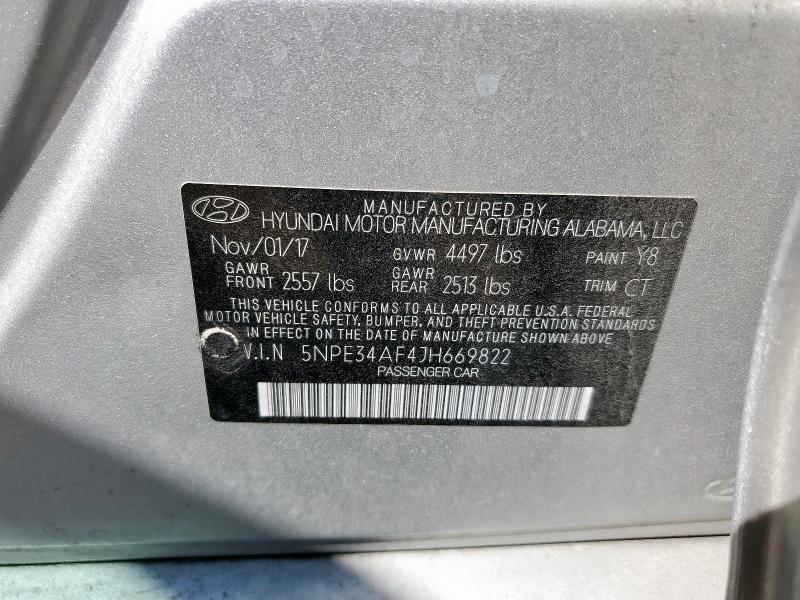 MANUFACTURED BY
HYUNDAI MOTOR MANUFACTURING ALABAMA, LLC
Nov/01/17 GVWR 4497 lbs PAINT Y8
GAWR FRONT 2557 lbs GAWR REAR 2513 lbs TRIM CT
THIS VEHICLE CONFORMS TO ALL APPLICABLE U.S.A. FEDERAL
MOTOR VEHICLE SAFETY, BUMPER, AND THEFT PREVENTION STANDARDS
IN EFFECT ON THE DATE OF MANUFACTURE SHOWN ABOVE.
V.I.N 5NPE34AF4JH669822
PASSENGER CAR